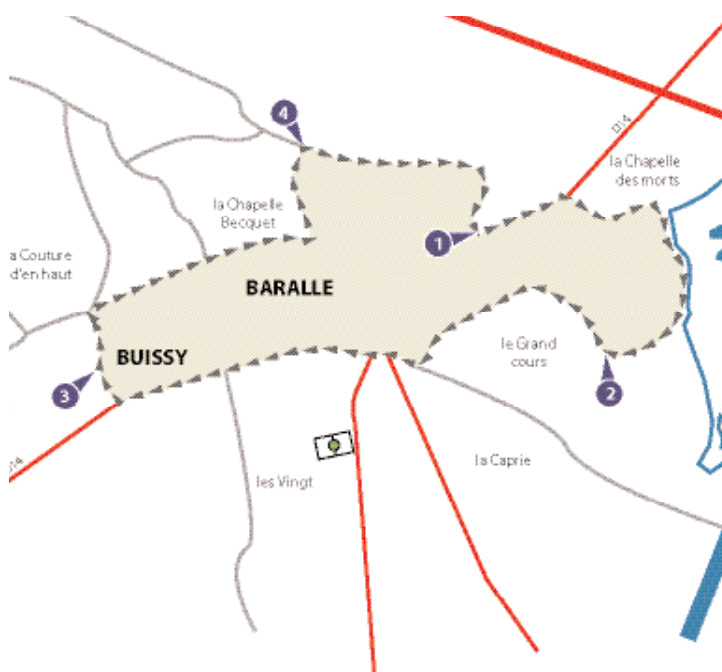 4
D14
la Chapelle
des morts
la Chapelle
Becquet
1
a Couture
d'en haut
BARALLE
le Grand
cours
BUISSY
3
2
la Caprie
les Vingt